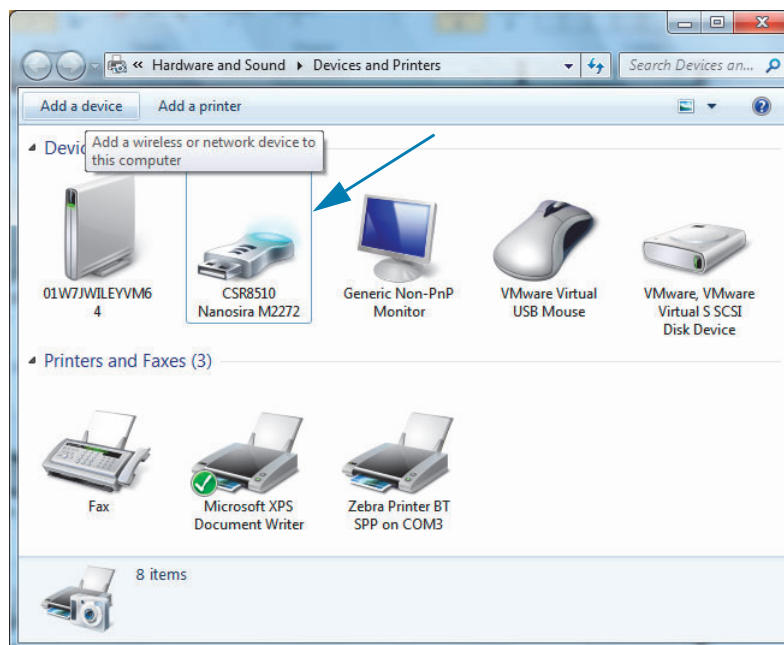 « Hardware and Sound ▸ Devices and Printers
Search Devices an...
Add a device
Add a printer
Add a wireless or network device to
this computer
Devic
01W7JWILEYVM6
4
CSR8510
Nanosira M2272
Generic Non-PnP
Monitor
VMware Virtual
USB Mouse
VMware, VMware
Virtual S SCSI
Disk Device
Printers and Faxes (3)
Fax
Microsoft XPS
Document Writer
Zebra Printer BT
SPP on COM3
8 items